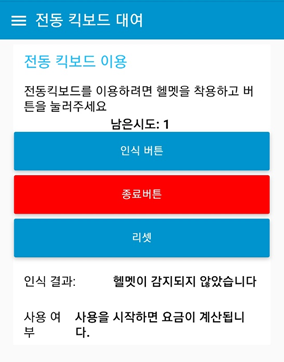 전동 킥보드 대여
전동 킥보드 이용
전동킥보드를 이용하려면 헬멧을 착용하고 버
튼을 눌러주세요
남은시도: 1
인식 버튼
종료버튼
리셋
인식 결과: 헬멧이 감지되지 않았습니다
사용 여 사용을 시작하면 요금이 계산됩니
부 다.